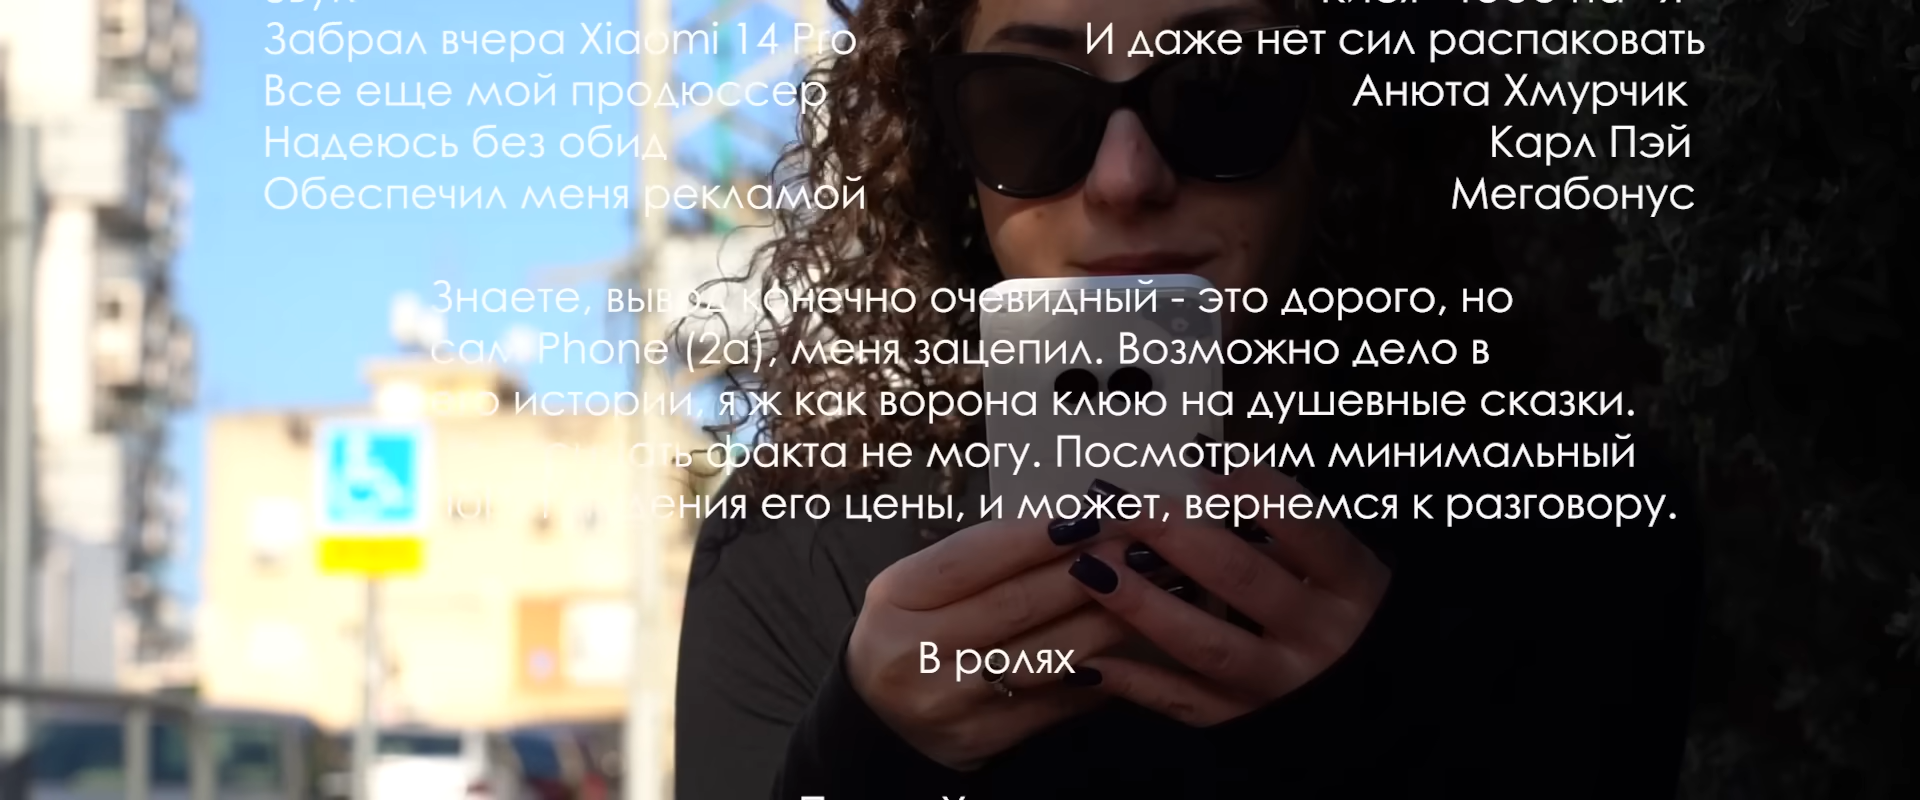 Забрал вчера Xiaomi 14 Pro И даже нет сил распаковать
Все еще мой продюссер Анюта Хмурчик
Надеюсь без обид Карл Пэй
Обеспечил меня рекламой Мегабонус
Знаете, вывод конечно очевидный - это дорого, но
сам Phone (2a), меня зацепил. Возможно дело в
его истории, я ж как ворона клюю на душевные сказки.
факта не могу. Посмотрим минимальный
его цены, и может, вернемся к разговору.
В ролях